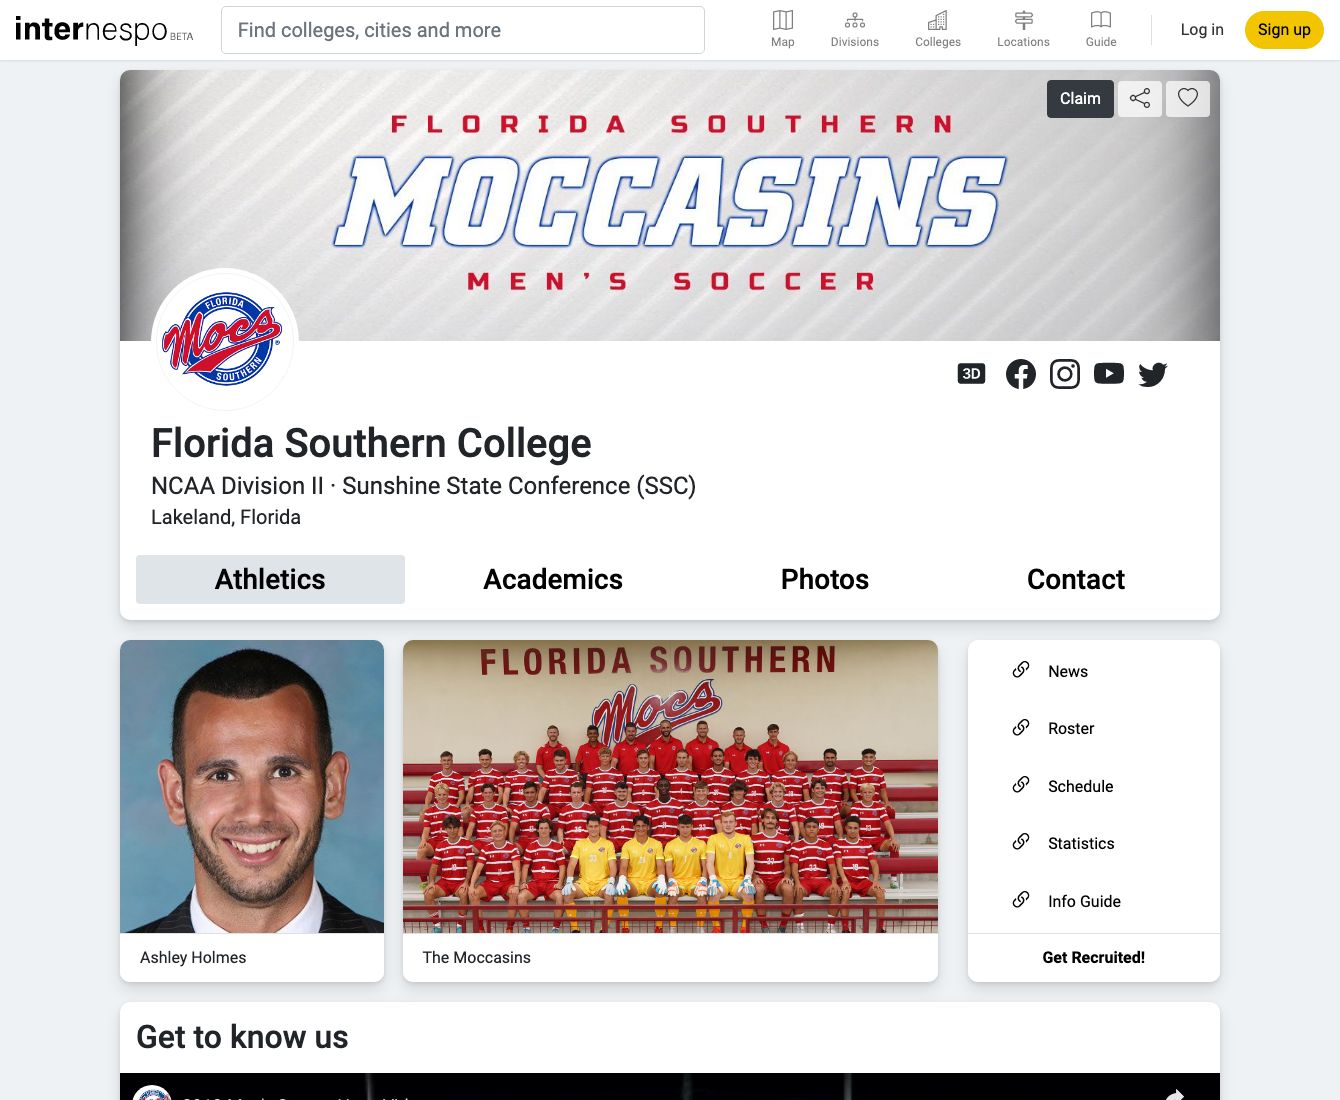 internespo BETA
Find colleges, cities and more
Map
Divisions
Colleges
Locations
Guide
Log in
Sign up
Claim
FLORIDA SOUTHERN
MOCCASINS
MEN'S SOCCER
FLORIDA
Mocs
SOUTHERN
3D
Florida Southern College
NCAA Division II · Sunshine State Conference (SSC)
Lakeland, Florida
Athletics
Academics
Photos
Contact
FLORIDA SOUTHERN
Mocs
Ashley Holmes
The Moccasins
News
Roster
Schedule
Statistics
Info Guide
Get Recruited!
Get to know us